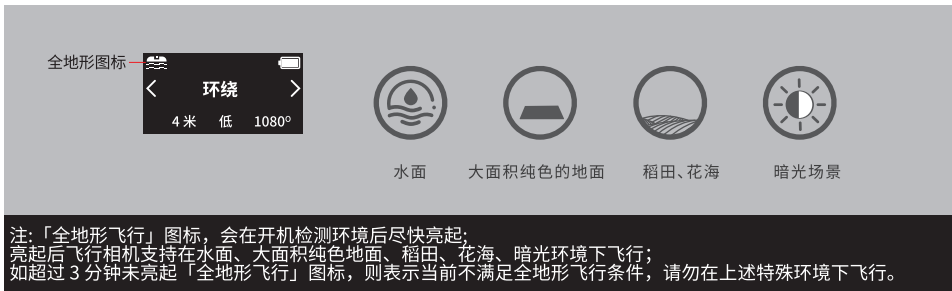 全地形图标
环绕
4 米 低 1080°
水面 大面积纯色的地面 稻田、花海 暗光场景
注:「全地形飞行」图标，会在开机检测环境后尽快亮起;
亮起后飞行相机支持在水面、大面积纯色地面、稻田、花海、暗光环境下飞行；
如超过 3 分钟未亮起「全地形飞行」图标，则表示当前不满足全地形飞行条件，请勿在上述特殊环境下飞行。